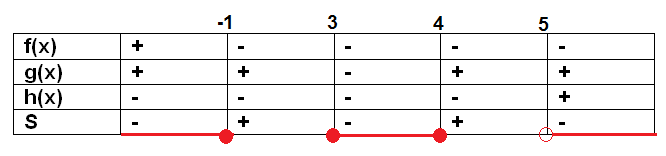 -1 3 4 5
f(x) + - - - -
g(x) + + - + +
h(x) - - - - +
S - + - + -